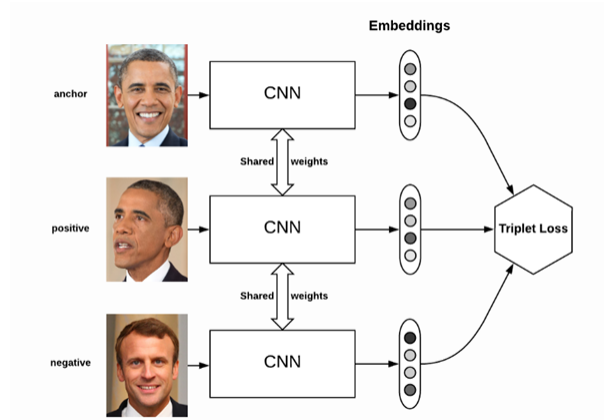 Embeddings
anchor
CNN
Shared weights
positive
CNN
Triplet Loss
Shared weights
negative
CNN